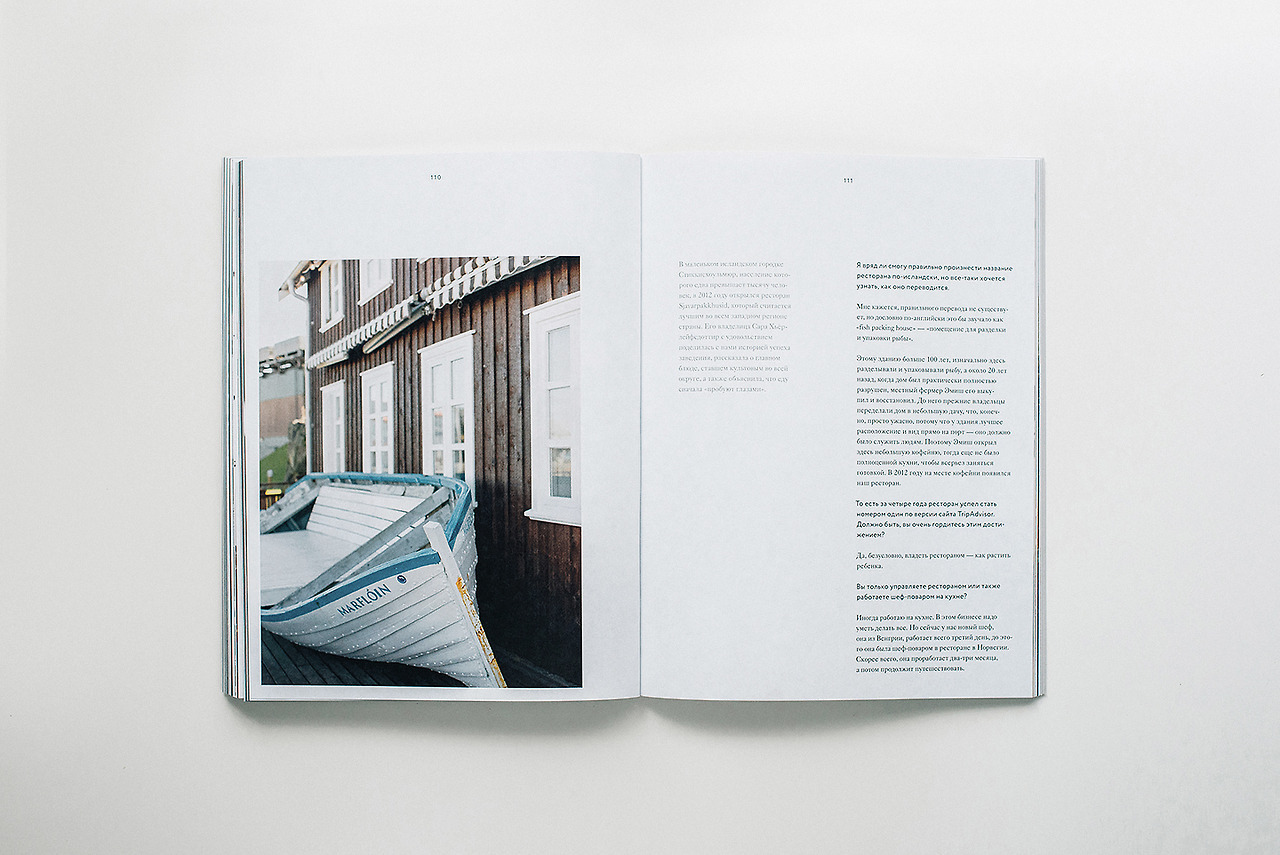 110
MARFLÓIN
111
В маленьком исландском городке
Стиккисхоульмюр, население кото-
рого едва превышает тысячу чело-
век, в 2012 году открылся ресторан
Sjavarpakkhusid, который считается
лучшим во всем западном регионе
страны. Его владелица Сара Хьёр-
лейфсдоттир с удовольствием
поделилась с нами историей успеха
заведения, рассказала о главном
блюде, ставшем культовым во всей
округе, а также объяснила, что еду
сначала «пробуют глазами».
Я вряд ли смогу правильно произнести название
ресторана по-исландски, но все-таки хочется
узнать, как оно переводится.
Мне кажется, правильного перевода не существу-
ет, но дословно по-английски это бы звучало как
«fish packing house» — «помещение для разделки
и упаковки рыбы».
Этому зданию больше 100 лет, изначально здесь
разделывали и упаковывали рыбу, а около 20 лет
назад, когда дом был практически полностью
разрушен, местный фермер Эмиш его выку-
пил и восстановил. До него прежние владельцы
переделали дом в небольшую дачу, что, конеч-
но, просто ужасно, потому что у здания лучшее
расположение и вид прямо на порт — оно должно
было служить людям. Поэтому Эмиш открыл
здесь небольшую кофейню, тогда еще не было
полноценной кухни, чтобы всерьез заняться
готовкой. В 2012 году на месте кофейни появился
наш ресторан.
То есть за четыре года ресторан успел стать
номером один по версии сайта TripAdvisor.
Должно быть, вы очень гордитесь этим дости-
жением?
Да, безусловно, владеть рестораном — как растить
ребенка.
Вы только управляете рестораном или также
работаете шеф-поваром на кухне?
Иногда работаю на кухне. В этом бизнесе надо
уметь делать все. Но сейчас у нас новый шеф,
она из Венгрии, работает всего третий день, до это-
го она была шеф-поваром в ресторане в Норвегии.
Скорее всего, она проработает два-три месяца,
а потом продолжит путешествовать.